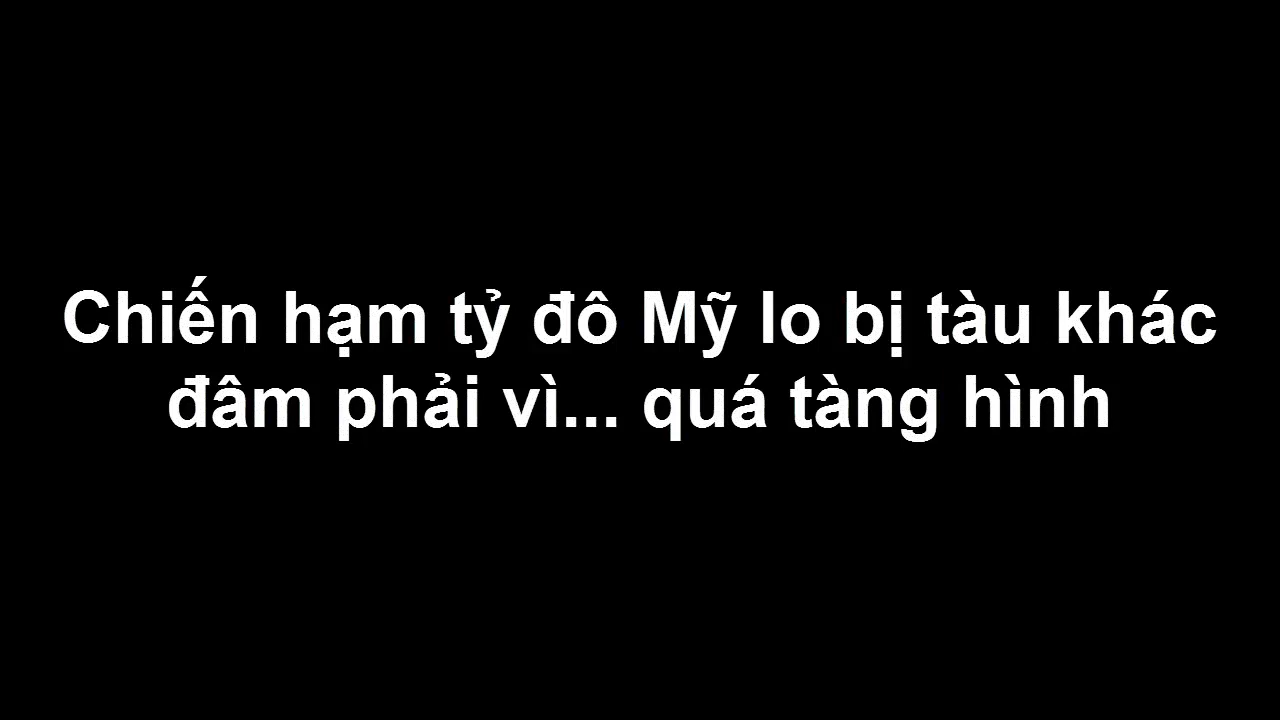 Chiến hạm tỷ đô Mỹ lo bị tàu khác
đâm phải vì... quá tàng hình